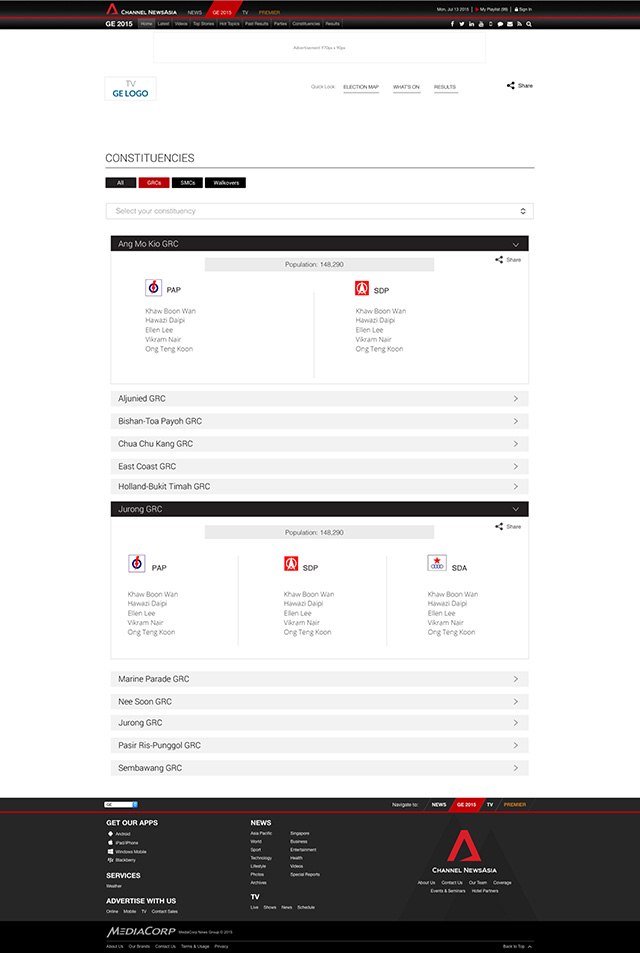 CHANNEL NEWSASIA NEWS GE 2015 TV PREMIER Mon, Jul 13 2015 My Playlist (99) Sign In
GE 2015 Home Latest Videos Top Stories Hot Topics Past Results Parties Constituencies Results
Advertisement 970px x 90px
TV
GE LOGO
Quick Look: ELECTION MAP WHAT'S ON RESULTS Share
CONSTITUENCIES
All GRCs SMCs Walkovers
Select your constituency
Ang Mo Kio GRC
Population: 148,290 Share
PAP SDP
Khaw Boon Wan Khaw Boon Wan
Hawazi Daipi Hawazi Daipi
Ellen Lee Ellen Lee
Vikram Nair Vikram Nair
Ong Teng Koon Ong Teng Koon
Aljunied GRC
Bishan-Toa Payoh GRC
Chua Chu Kang GRC
East Coast GRC
Holland-Bukit Timah GRC
Jurong GRC
Population: 148,290 Share
PAP SDP SDA
Khaw Boon Wan Khaw Boon Wan Khaw Boon Wan
Hawazi Daipi Hawazi Daipi Hawazi Daipi
Ellen Lee Ellen Lee Ellen Lee
Vikram Nair Vikram Nair Vikram Nair
Ong Teng Koon Ong Teng Koon Ong Teng Koon
Marine Parade GRC
Nee Soon GRC
Jurong GRC
Pasir Ris-Punggol GRC
Sembawang GRC
GE Navigate to: NEWS GE 2015 TV PREMIER
GET OUR APPS
Android
iPad/iPhone
Windows Mobile
Blackberry
SERVICES
Weather
ADVERTISE WITH US
Online Mobile TV Contact Sales
NEWS
Asia Pacific Singapore
World Business
Sport Entertainment
Technology Health
Lifestyle Videos
Photos Special Reports
Archives
TV
Live Shows News Schedule
CHANNEL NEWSASIA
About Us Contact Us Our Team Coverage
Events & Seminars Hotel Partners
MEDIACORP MediaCorp News Group © 2015
About Us Our Brands Contact Us Terms & Usage Privacy Back to Top